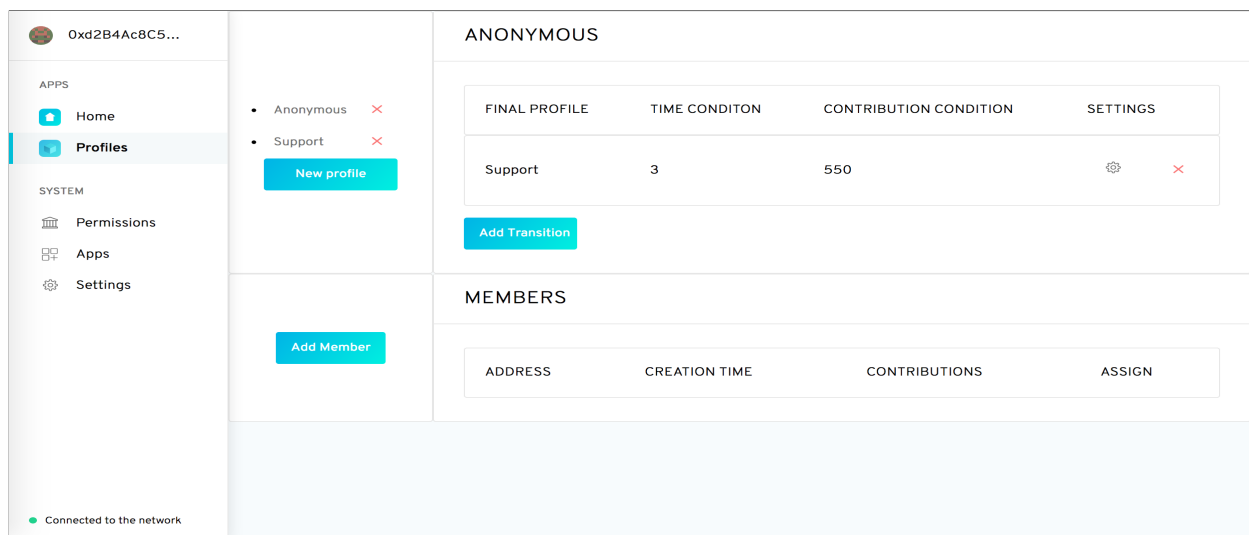 0xd2B4Ac8C5...
APPS
Home
Profiles
SYSTEM
Permissions
Apps
Settings
Connected to the network
Anonymous
Support
New profile
ANONYMOUS
FINAL PROFILE TIME CONDITON CONTRIBUTION CONDITION SETTINGS
Support 3 550
Add Transition
Add Member
MEMBERS
ADDRESS CREATION TIME CONTRIBUTIONS ASSIGN